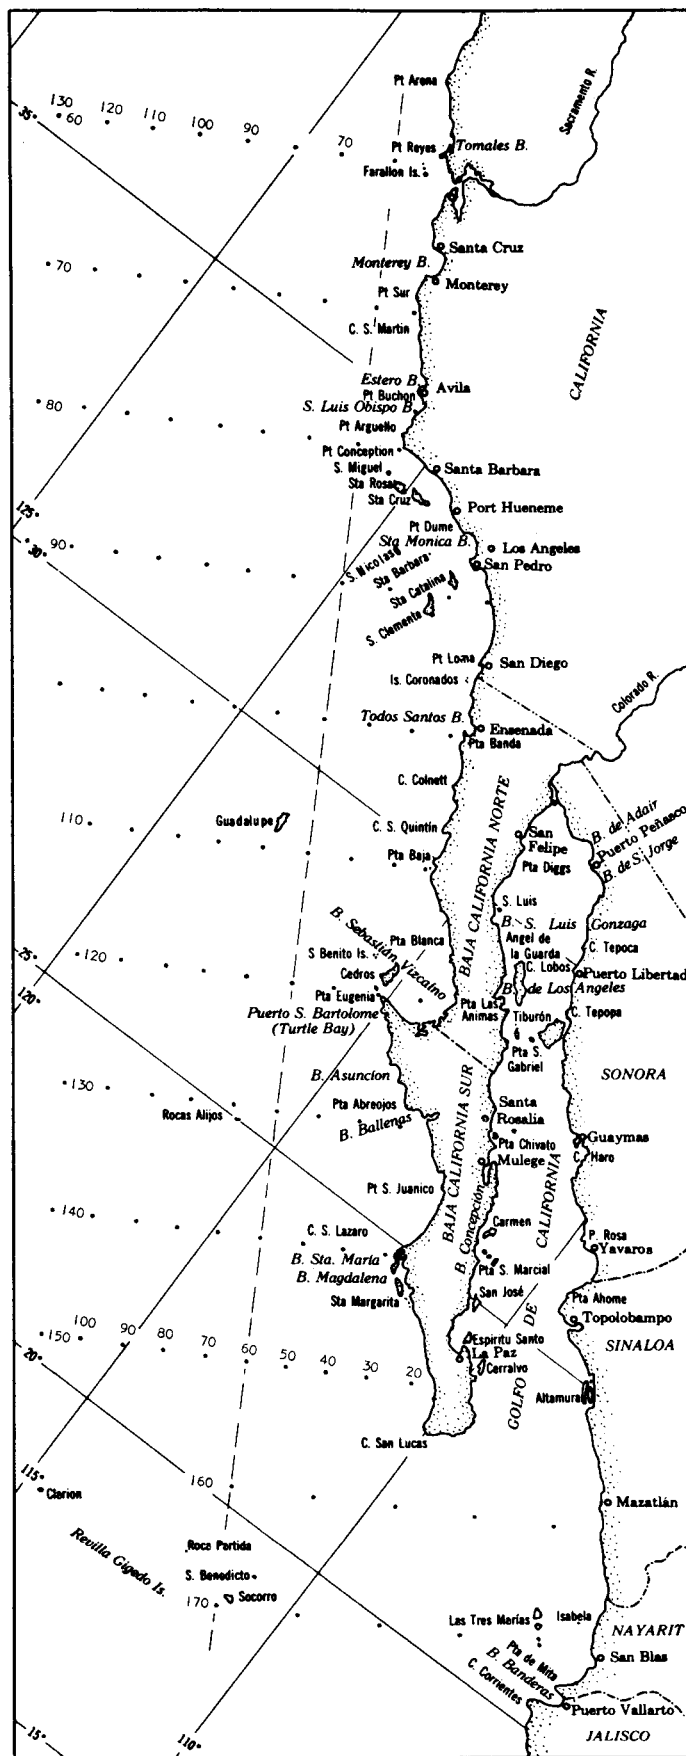 Pt Arena
Sacramento R.
35°
130
60
120
110
100
90
70
Pt Reyes
Tomales B.
Farallon Is.
Santa Cruz
Monterey B.
Monterey
70
Pt Sur
C. S. Martin
CALIFORNIA
Estero B.
Avila
Pt Buchon
80
S. Luis Obispo B.
Pt Arguello
Pt Conception
S. Miguel
Santa Barbara
Sta Rosa
Sta Cruz
Port Hueneme
125°
Pt Dume
Sta Monica B.
30°
90
S. Nicolas
Los Angeles
Sta Barbara
San Pedro
Sta Catalina
S. Clemente
Pt Loma
San Diego
Is. Coronados
Colorado R.
Todos Santos B.
Ensenada
Pta Banda
C. Colnett
110
Guadalupe
C. S. Quintín
BAJA CALIFORNIA NORTE
San
Felipe
B. de Adair
Puerto Peñasco
B. de S. Jorge
Pta Baja
Pta Diggs
S. Luis
B. S. Luis Gonzaga
B. Sebastián Vizcaíno
Pta Blanca
Angel de
la Guarda
C. Tepoca
25°
120
S Benito Is.
Cedros
C. Lobos
Puerto Libertad
120°
Pta Eugenia
B. de Los Angeles
Puerto S. Bartolome
(Turtle Bay)
Pta Las
Animas
Tiburón
C. Tepopa
Pta S.
Gabriel
B. Asuncíon
SONORA
130
Pta Abreojos
Rocas Alijos
B. Ballenas
BAJA CALIFORNIA SUR
Santa
Rosalia
Pta Chivato
Guaymas
Mulege
C. Haro
Pt S. Juanico
B. Concepción
GOLFO DE CALIFORNIA
140
C. S. Lazaro
Carmen
P. Rosa
Yavaros
B. Sta. María
B. Magdalena
Pta S. Marcial
Sta Margarita
San José
Pta Ahome
Topolobampo
150
100
90
80
70
60
50
40
30
20
Espiritu Santo
La Paz
Cerralvo
SINALOA
20°
Altamura
C. San Lucas
115°
160
Clarion
Mazatlán
Revilla Gigedo Is.
Roca Partida
S. Benedicto
Socorro
170
Las Tres Merías
Isabela
NAYARIT
Pta de Mita
San Blas
B. Banderas
C. Corrientes
Puerto Vallarto
15°
110°
JALISCO